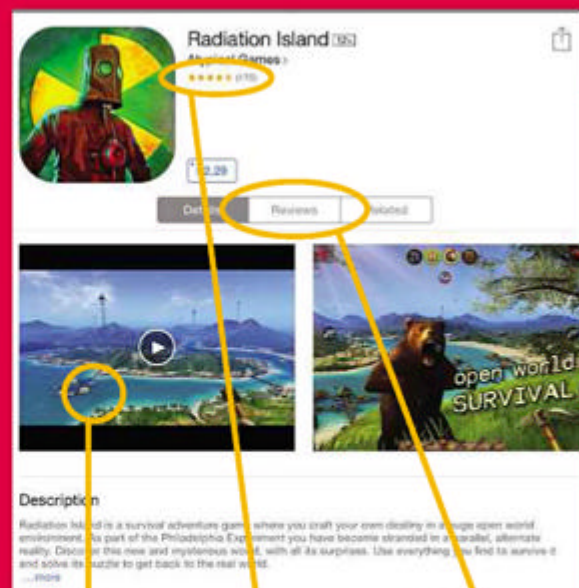 Radiation Island 12+
Atypical Games >
★★★★★ (170)
2.29
Details Reviews Related
open world
SURVIVAL
Description
Radiation Island is a survival adventure game where you craft your own destiny in a huge open world
environment. As part of the Philadelphia Experiment you have become stranded in a parallel, alternate
reality. Discover this new and mysterious world, with all its surprises. Use everything you find to survive it
and solve its puzzle to get back to the real world.
...more